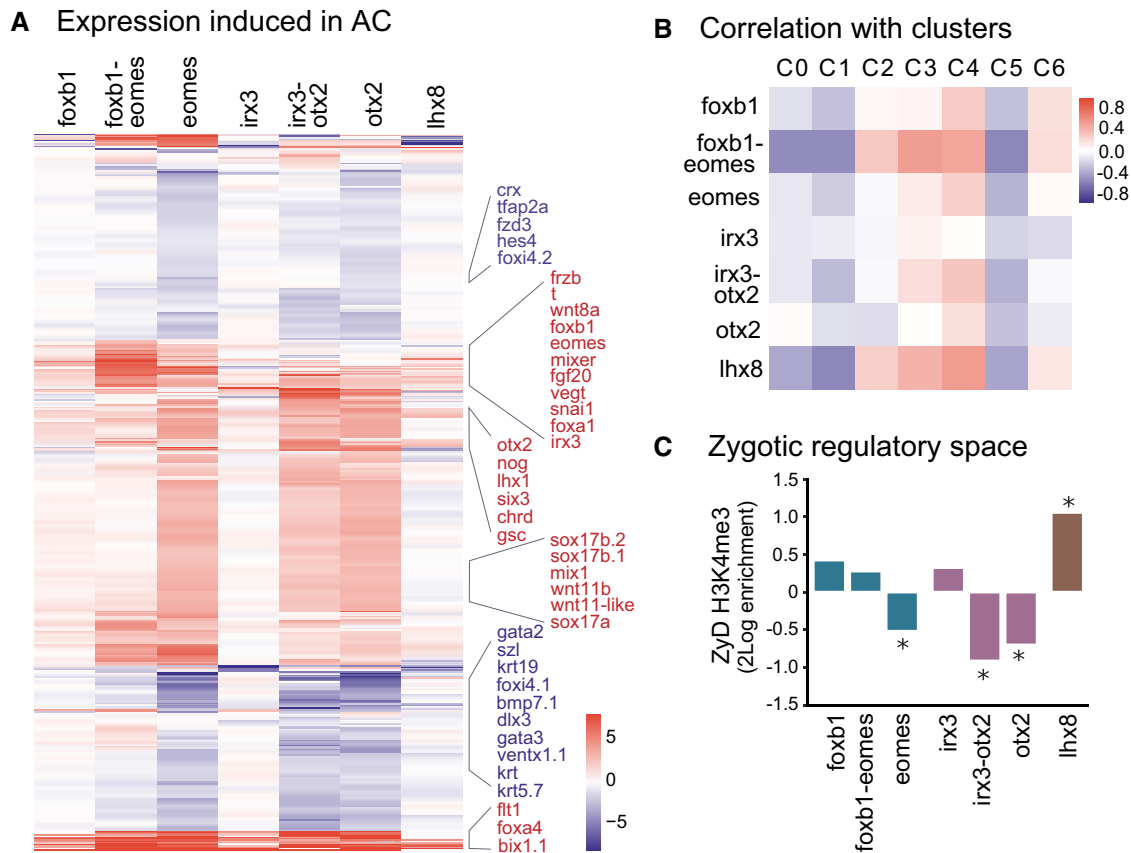 A Expression induced in AC
foxb1
foxb1-
eomes
eomes
irx3
irx3-
otx2
otx2
lhx8
crx
tfap2a
fzd3
hes4
foxi4.2
frzb
t
wnt8a
foxb1
eomes
mixer
fgf20
vegt
snai1
foxa1
irx3
otx2
nog
lhx1
six3
chrd
gsc
sox17b.2
sox17b.1
mix1
wnt11b
wnt11-like
sox17a
gata2
szl
krt19
foxi4.1
bmp7.1
dlx3
gata3
ventx1.1
krt
krt5.7
flt1
foxa4
bix1.1
5
0
−5
B Correlation with clusters
C0 C1 C2 C3 C4 C5 C6
foxb1
foxb1-
eomes
eomes
irx3
irx3-
otx2
otx2
lhx8
0.8
0.4
0.0
-0.4
-0.8
C Zygotic regulatory space
ZyD H3K4me3
(2Log enrichment)
1.5
1.0
0.5
0
-0.5
-1.0
-1.5
*
*
*
*
foxb1
foxb1-eomes
eomes
irx3
irx3-otx2
otx2
lhx8